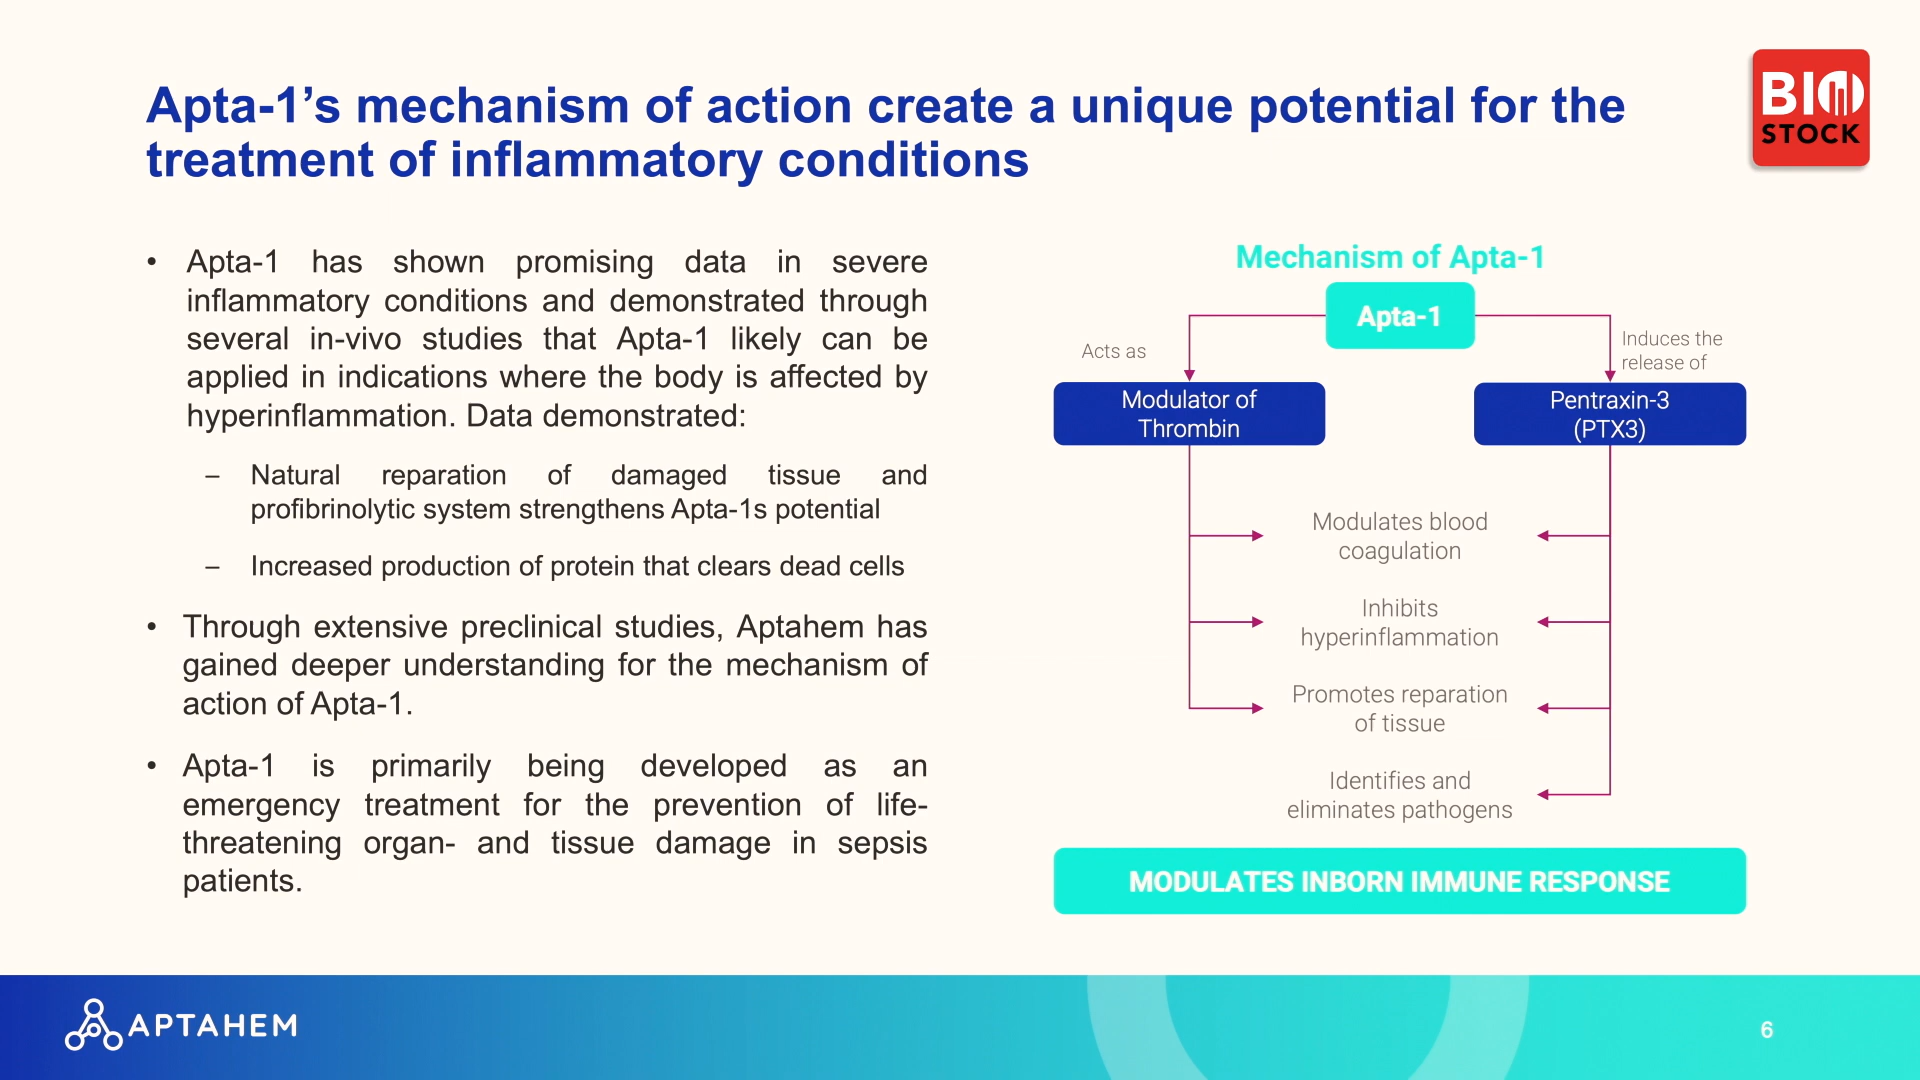 Apta-1’s mechanism of action create a unique potential for the
treatment of inflammatory conditions
BIO
STOCK
• Apta-1 has shown promising data in severe
inflammatory conditions and demonstrated through
several in-vivo studies that Apta-1 likely can be
applied in indications where the body is affected by
hyperinflammation. Data demonstrated:
– Natural reparation of damaged tissue and
profibrinolytic system strengthens Apta-1s potential
– Increased production of protein that clears dead cells
• Through extensive preclinical studies, Aptahem has
gained deeper understanding for the mechanism of
action of Apta-1.
• Apta-1 is primarily being developed as an
emergency treatment for the prevention of life-
threatening organ- and tissue damage in sepsis
patients.
Mechanism of Apta-1
Apta-1
Acts as
Induces the
release of
Modulator of
Thrombin
Pentraxin-3
(PTX3)
Modulates blood
coagulation
Inhibits
hyperinflammation
Promotes reparation
of tissue
Identifies and
eliminates pathogens
MODULATES INBORN IMMUNE RESPONSE
APTAHEM
6